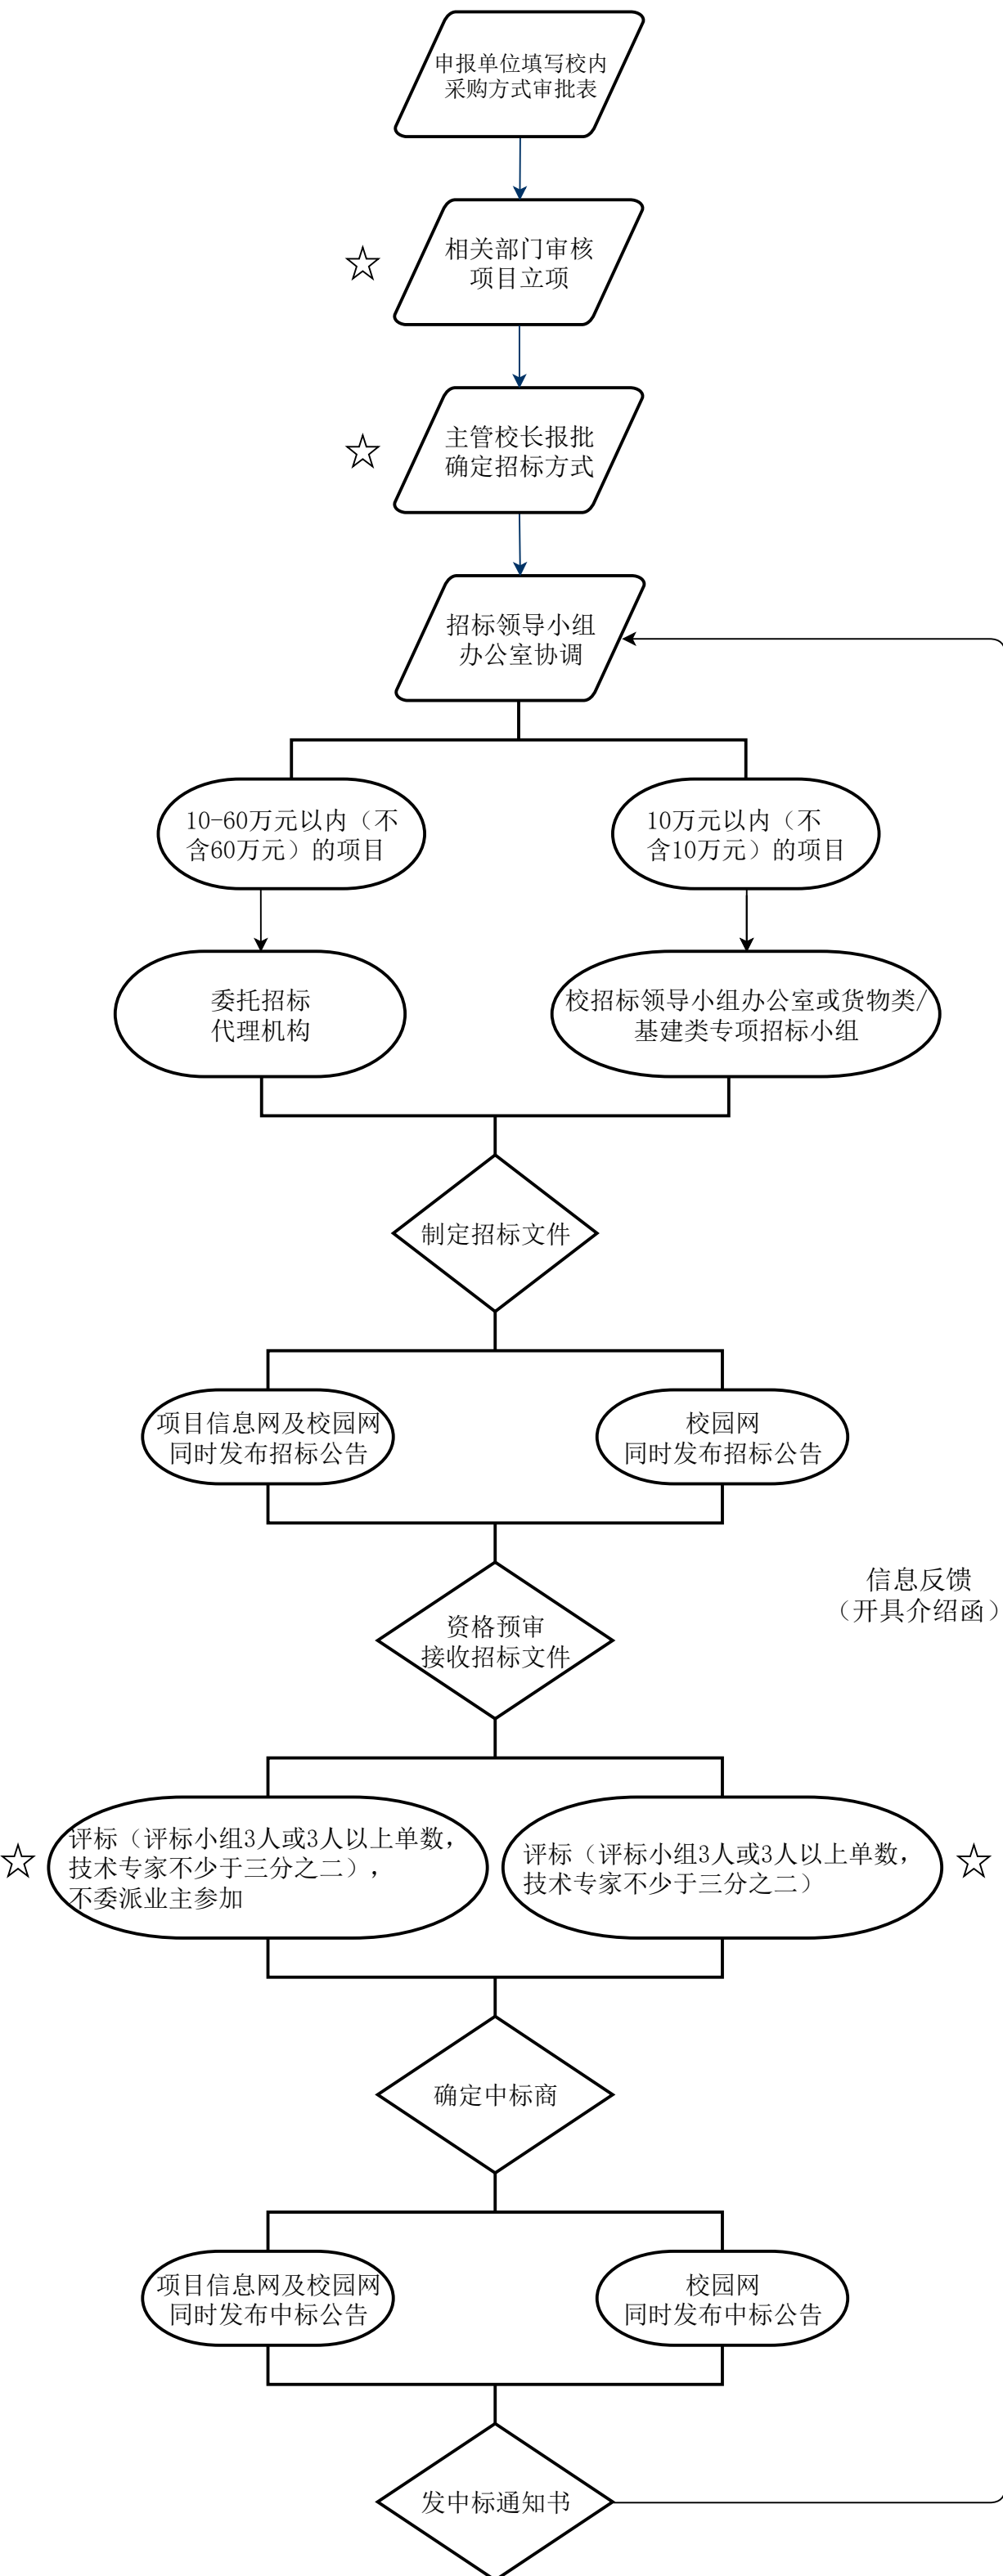 申报单位填写校内
采购方式审批表
☆
相关部门审核
项目立项
☆
主管校长报批
确定招标方式
招标领导小组
办公室协调
10-60万元以内（不
含60万元）的项目
10万元以内（不
含10万元）的项目
委托招标
代理机构
校招标领导小组办公室或货物类/
基建类专项招标小组
制定招标文件
项目信息网及校园网
同时发布招标公告
校园网
同时发布招标公告
信息反馈
（开具介绍函）
资格预审
接收招标文件
☆
评标（评标小组3人或3人以上单数，
技术专家不少于三分之二），
不委派业主参加
评标（评标小组3人或3人以上单数，
技术专家不少于三分之二）
☆
确定中标商
项目信息网及校园网
同时发布中标公告
校园网
同时发布中标公告
发中标通知书